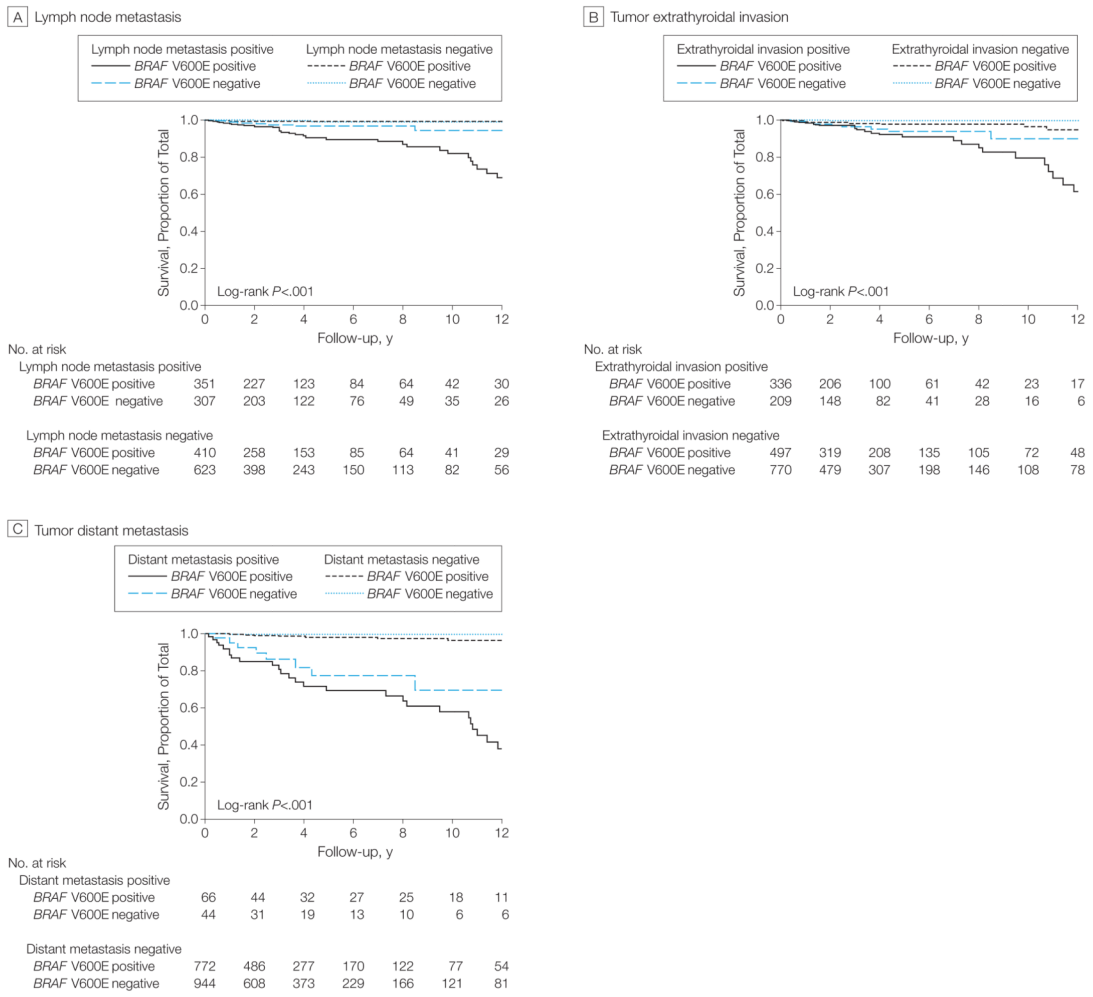 A Lymph node metastasis
Lymph node metastasis positive Lymph node metastasis negative
BRAF V600E positive BRAF V600E positive
BRAF V600E negative BRAF V600E negative
Survival, Proportion of Total
1.0
0.8
0.6
0.4
0.2
0.0
Log-rank P<.001
0 2 4 6 8 10 12
Follow-up, y
No. at risk
Lymph node metastasis positive
BRAF V600E positive 351 227 123 84 64 42 30
BRAF V600E negative 307 203 122 76 49 35 26
Lymph node metastasis negative
BRAF V600E positive 410 258 153 85 64 41 29
BRAF V600E negative 623 398 243 150 113 82 56
B Tumor extrathyroidal invasion
Extrathyroidal invasion positive Extrathyroidal invasion negative
BRAF V600E positive BRAF V600E positive
BRAF V600E negative BRAF V600E negative
Survival, Proportion of Total
1.0
0.8
0.6
0.4
0.2
0.0
Log-rank P<.001
0 2 4 6 8 10 12
Follow-up, y
No. at risk
Extrathyroidal invasion positive
BRAF V600E positive 336 206 100 61 42 23 17
BRAF V600E negative 209 148 82 41 28 16 6
Extrathyroidal invasion negative
BRAF V600E positive 497 319 208 135 105 72 48
BRAF V600E negative 770 479 307 198 146 108 78
C Tumor distant metastasis
Distant metastasis positive Distant metastasis negative
BRAF V600E positive BRAF V600E positive
BRAF V600E negative BRAF V600E negative
Survival, Proportion of Total
1.0
0.8
0.6
0.4
0.2
0.0
Log-rank P<.001
0 2 4 6 8 10 12
Follow-up, y
No. at risk
Distant metastasis positive
BRAF V600E positive 66 44 32 27 25 18 11
BRAF V600E negative 44 31 19 13 10 6 6
Distant metastasis negative
BRAF V600E positive 772 486 277 170 122 77 54
BRAF V600E negative 944 608 373 229 166 121 81